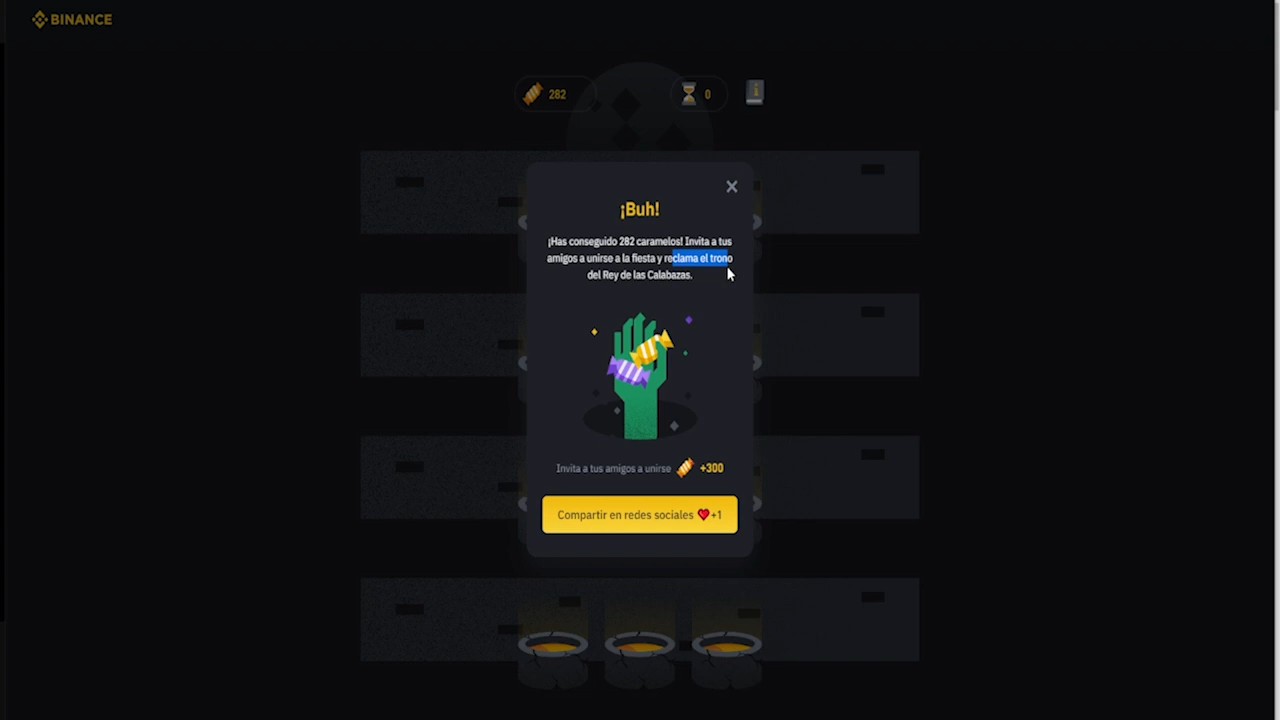 BINANCE
282
0
i
¡Buh!
¡Has conseguido 282 caramelos! Invita a tus
amigos a unirse a la fiesta y reclama el trono
del Rey de las Calabazas.
Invita a tus amigos a unirse +300
Compartir en redes sociales +1